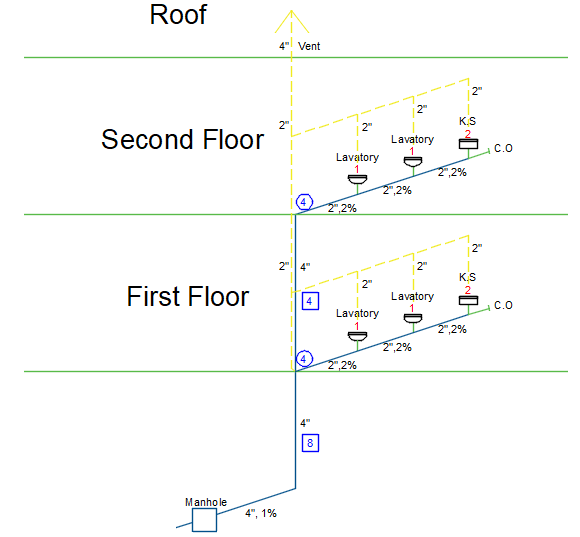 Roof
4" Vent
2"
2"
2"
K.S
2"
Second Floor
Lavatory
2
Lavatory
1
C.O
1
2",2%
2",2%
4
2",2%
2"
2"
2"
4"
K.S
2"
First Floor
4
Lavatory
2
Lavatory
1
C.O
1
2",2%
2",2%
4
2",2%
4"
8
Manhole
4", 1%